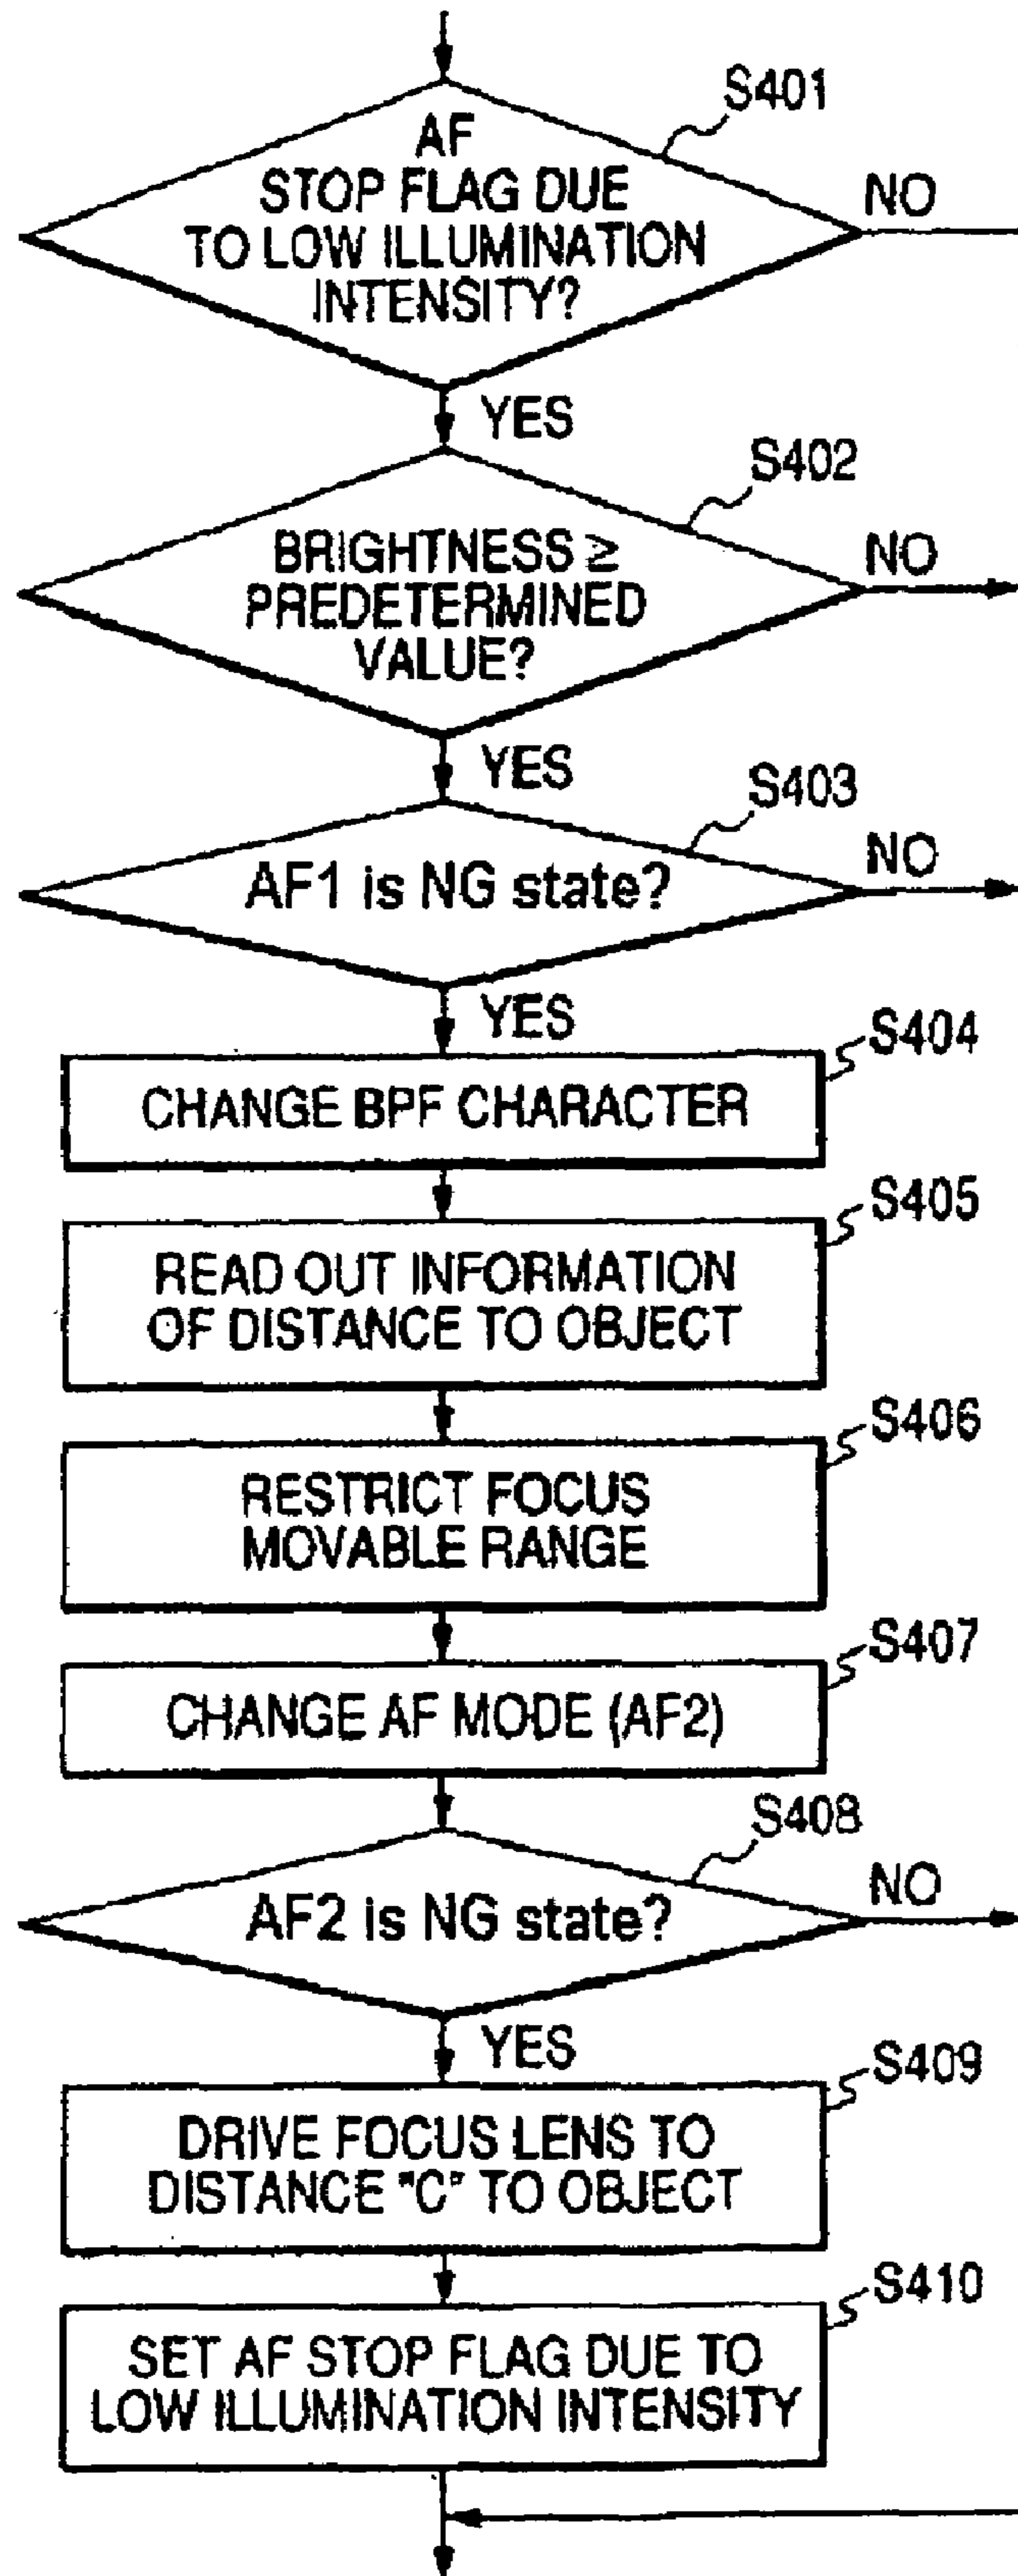 S401
AF
STOP FLAG DUE
TO LOW ILLUMINATION
INTENSITY?
NO
YES
S402
BRIGHTNESS ≥
PREDETERMINED
VALUE?
NO
YES
S403
AF1 is NG state?
NO
YES
S404
CHANGE BPF CHARACTER
S405
READ OUT INFORMATION
OF DISTANCE TO OBJECT
S406
RESTRICT FOCUS
MOVABLE RANGE
S407
CHANGE AF MODE (AF2)
S408
AF2 is NG state?
NO
YES
S409
DRIVE FOCUS LENS TO
DISTANCE "C" TO OBJECT
S410
SET AF STOP FLAG DUE TO
LOW ILLUMINATION INTENSITY